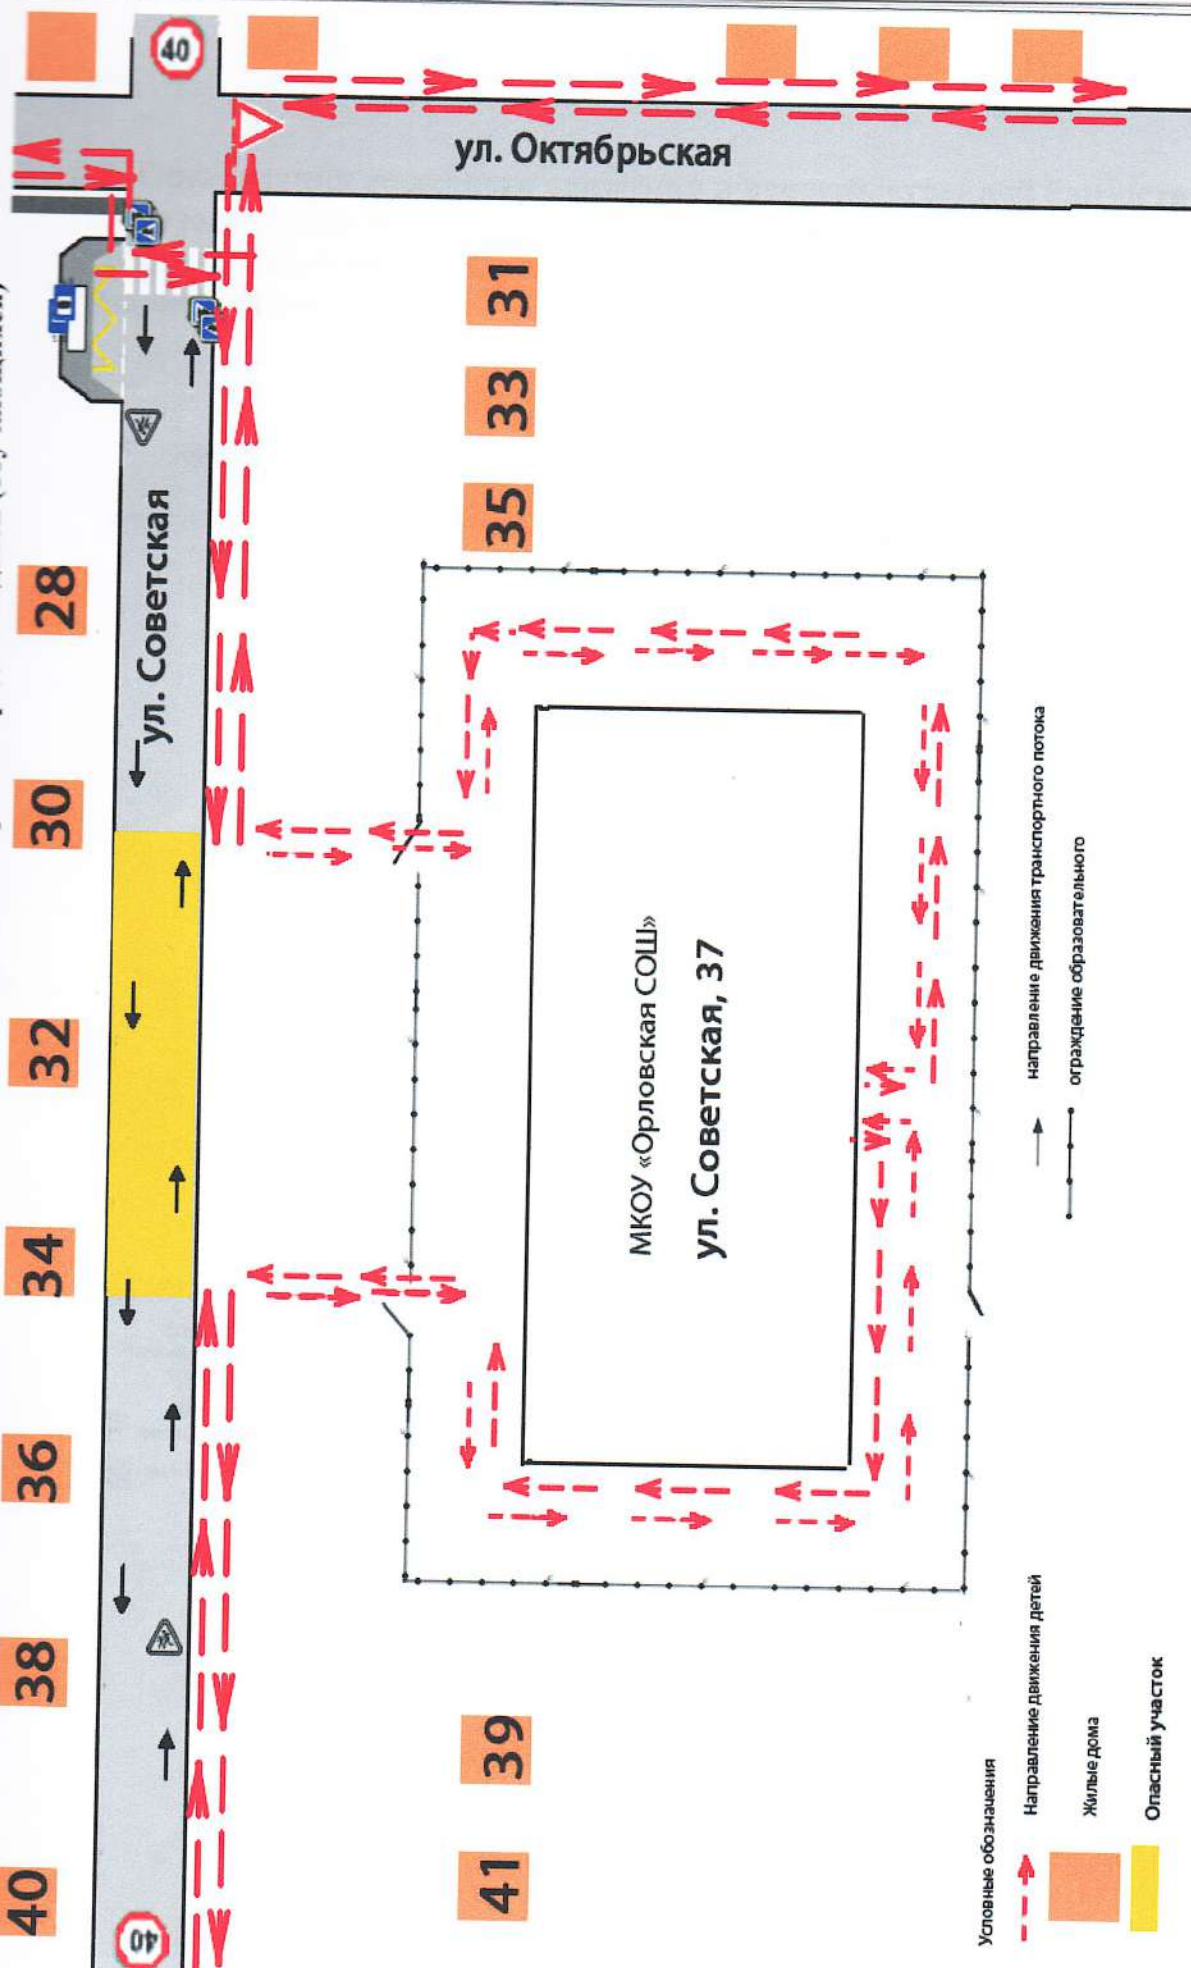 40 38 36 34 32 30 28
40
ул. Советская
40
ул. Октябрьская
41 39 35 33 31
МКОУ «Орловская СОШ»
ул. Советская, 37
Условные обозначения
Направление движения детей
Жилые дома
Опасный участок
направление движения транспортного потока
ограждение образовательного